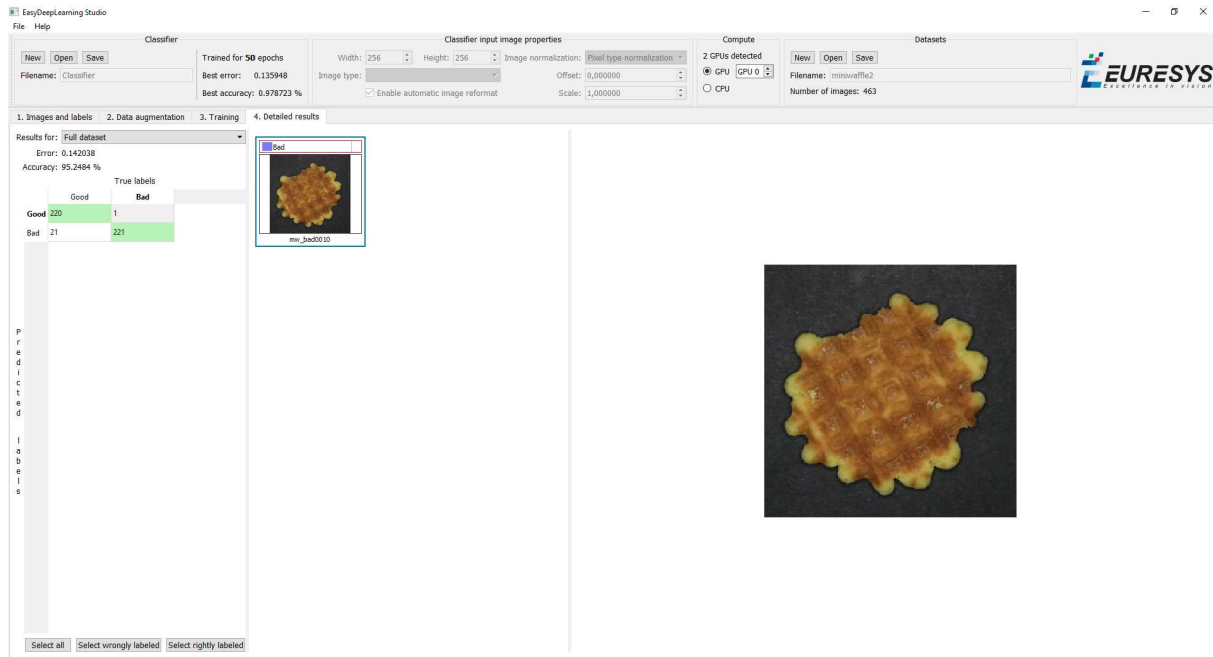 EasyDeepLearning Studio
File Help
Classifier
New Open Save
Filename: Classifier
Trained for 50 epochs
Best error: 0.135948
Best accuracy: 0.978723 %
Classifier input image properties
Width: 256 Height: 256 Image normalization: Pixel type normalization
Image type: Offset: 0,000000
Enable automatic image reformat Scale: 1,000000
Compute
2 GPUs detected
GPU GPU 0
CPU
Datasets
New Open Save
Filename: miniwaffle2
Number of images: 463
EURESYS
Excellence in vision
1. Images and labels 2. Data augmentation 3. Training 4. Detailed results
Results for: Full dataset
Error: 0.142038
Accuracy: 95.2484 %
True labels
Good Bad
Good 220 1
Bad 21 221
Predicted labels
Bad
mw_bad0010
Select all Select wrongly labeled Select rightly labeled